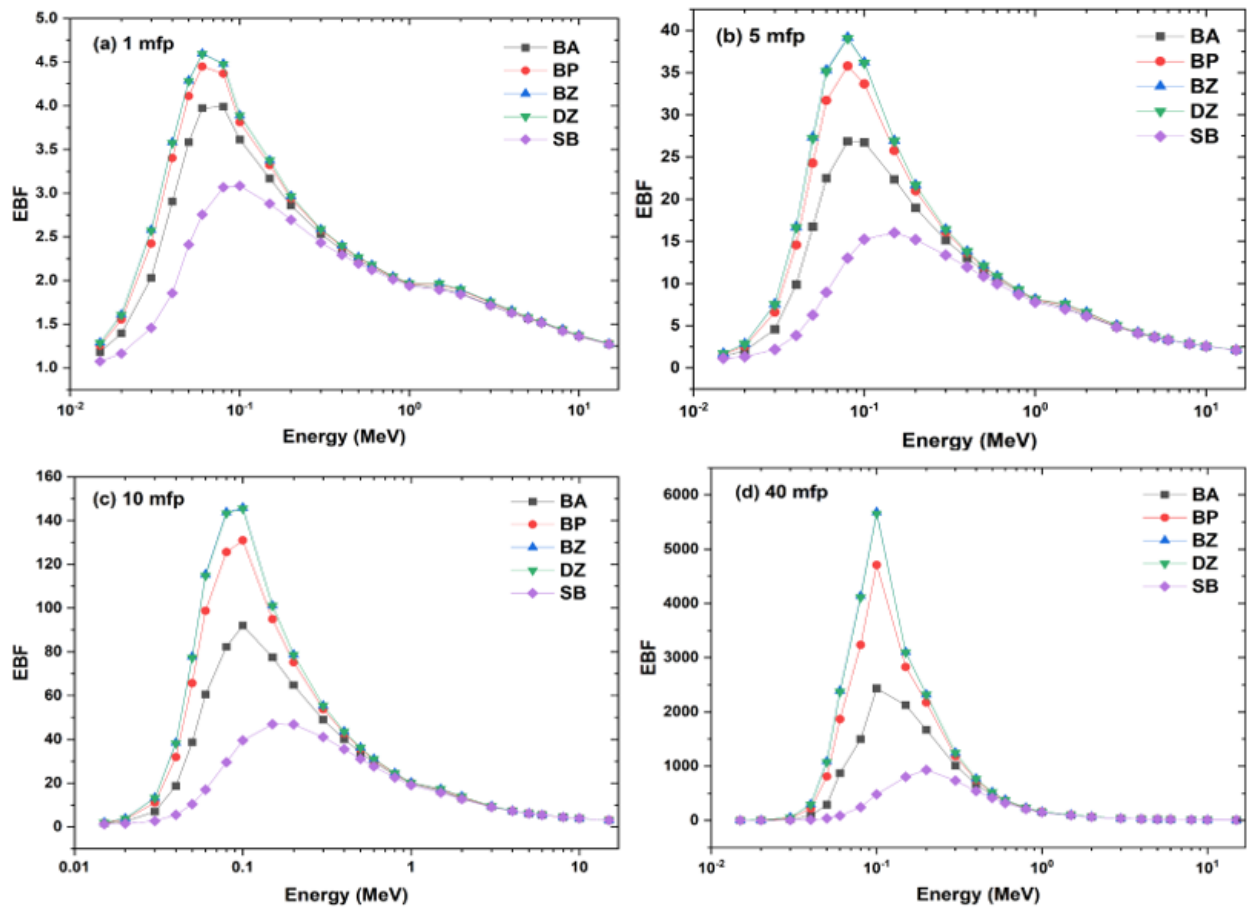 (a) 1 mfp
BA
BP
BZ
DZ
SB
5.0
4.5
4.0
3.5
3.0
2.5
2.0
1.5
1.0
EBF
10-2
10-1
100
101
Energy (MeV)
(b) 5 mfp
BA
BP
BZ
DZ
SB
40
35
30
25
20
15
10
5
0
EBF
10-2
10-1
100
101
Energy (MeV)
(c) 10 mfp
BA
BP
BZ
DZ
SB
160
140
120
100
80
60
40
20
0
EBF
0.01
0.1
1
10
Energy (MeV)
(d) 40 mfp
BA
BP
BZ
DZ
SB
6000
5000
4000
3000
2000
1000
0
EBF
10-2
10-1
100
101
Energy (MeV)